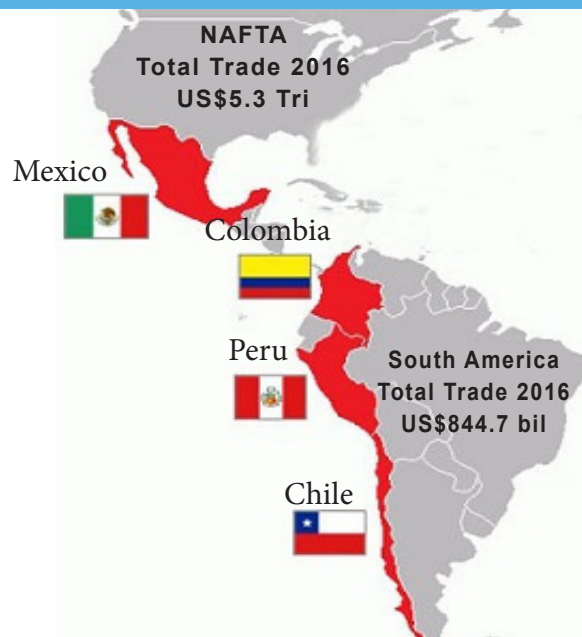 NAFTA
Total Trade 2016
US$5.3 Tri
Mexico
Colombia
Peru
South America
Total Trade 2016
US$844.7 bil
Chile